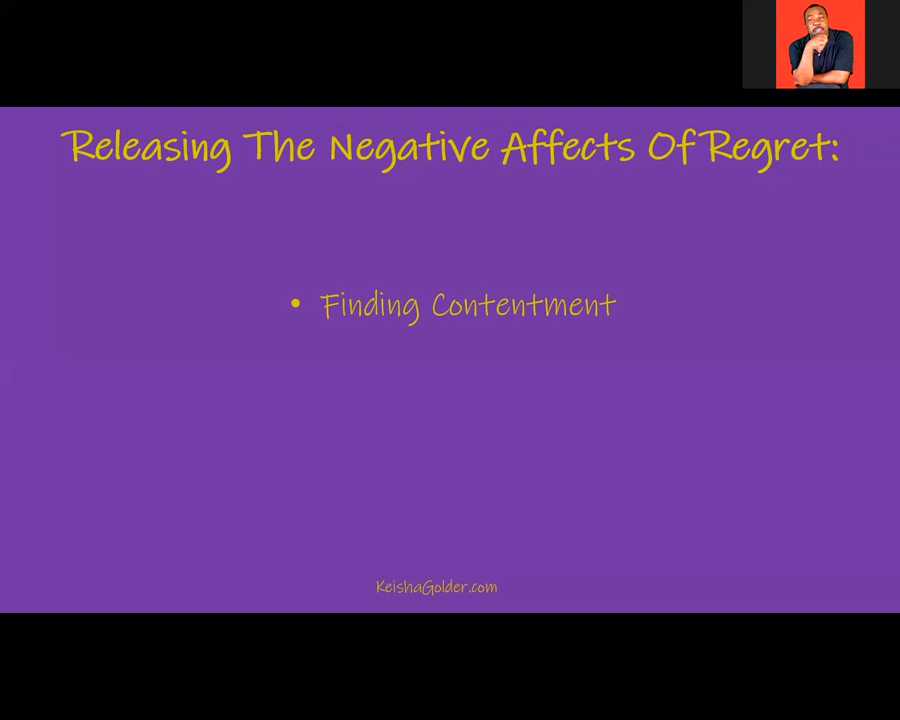 Releasing The Negative Affects Of Regret:
• Finding Contentment
KeishaGolder.com